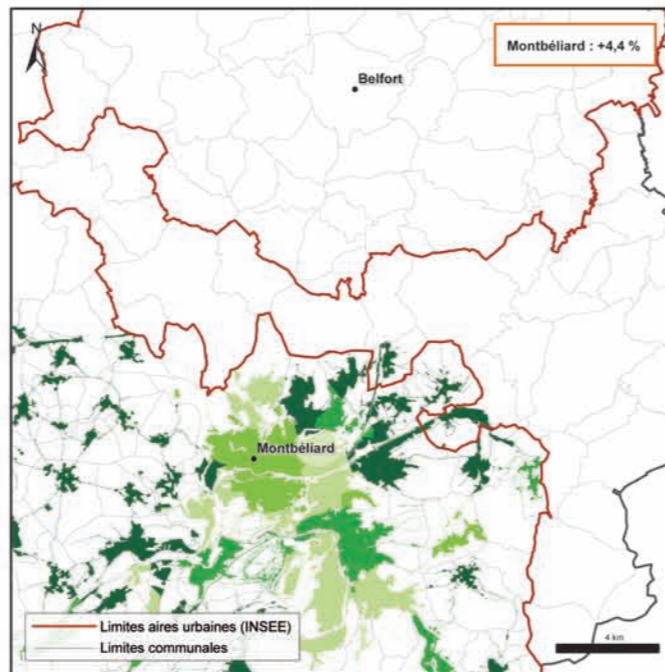 N
Montbéliard : +4,4 %
Belfort
Montbéliard
Limites aires urbaines (INSEE)
Limites communales
4 km